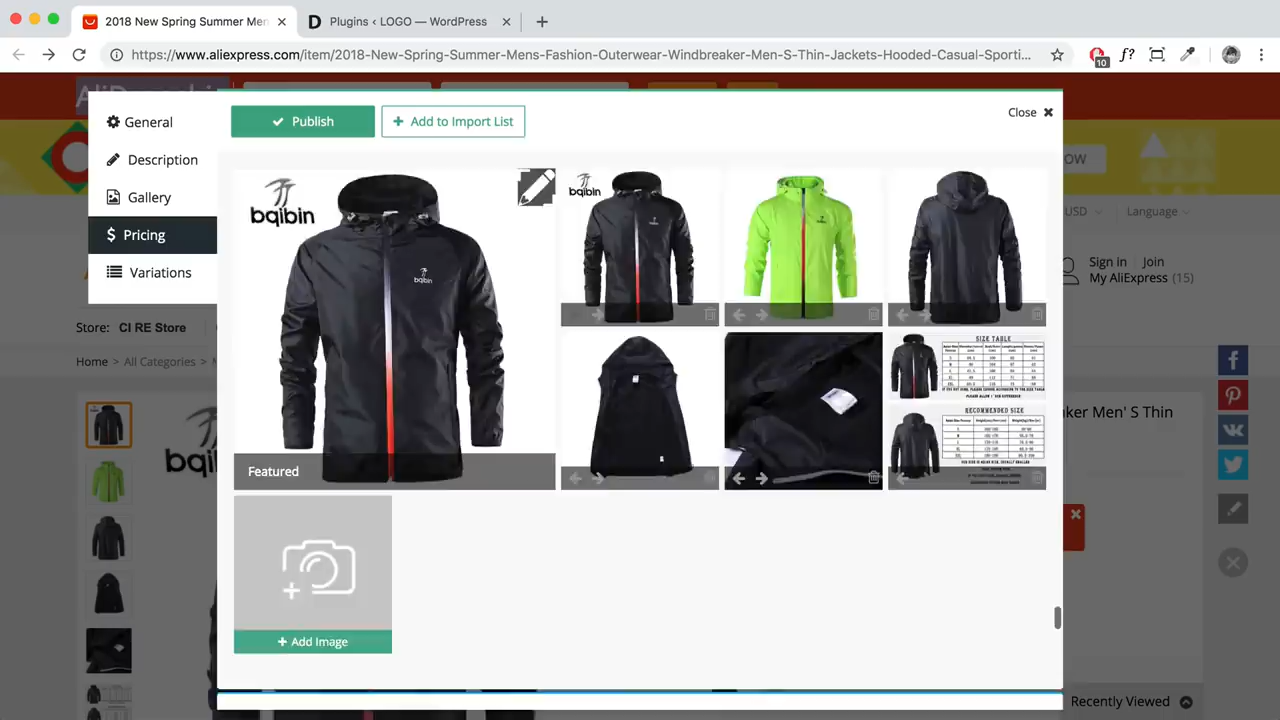 2018 New Spring Summer Men
Plugins ‹ LOGO — WordPress
https://www.aliexpress.com/item/2018-New-Spring-Summer-Mens-Fashion-Outerwear-Windbreaker-Men-S-Thin-Jackets-Hooded-Casual-Sporti...
10
f?
General
Description
Gallery
Pricing
Variations
Publish
+ Add to Import List
Close
bqibin
bqibin
bqibin
SIZE TABLE
RECOMMENDED SIZE
Featured
+ Add Image
OW
USD
Language
Sign in
Join
My AliExpress (15)
Store: CI RE Store
Home > All Categories >
ker Men' S Thin
Recently Viewed